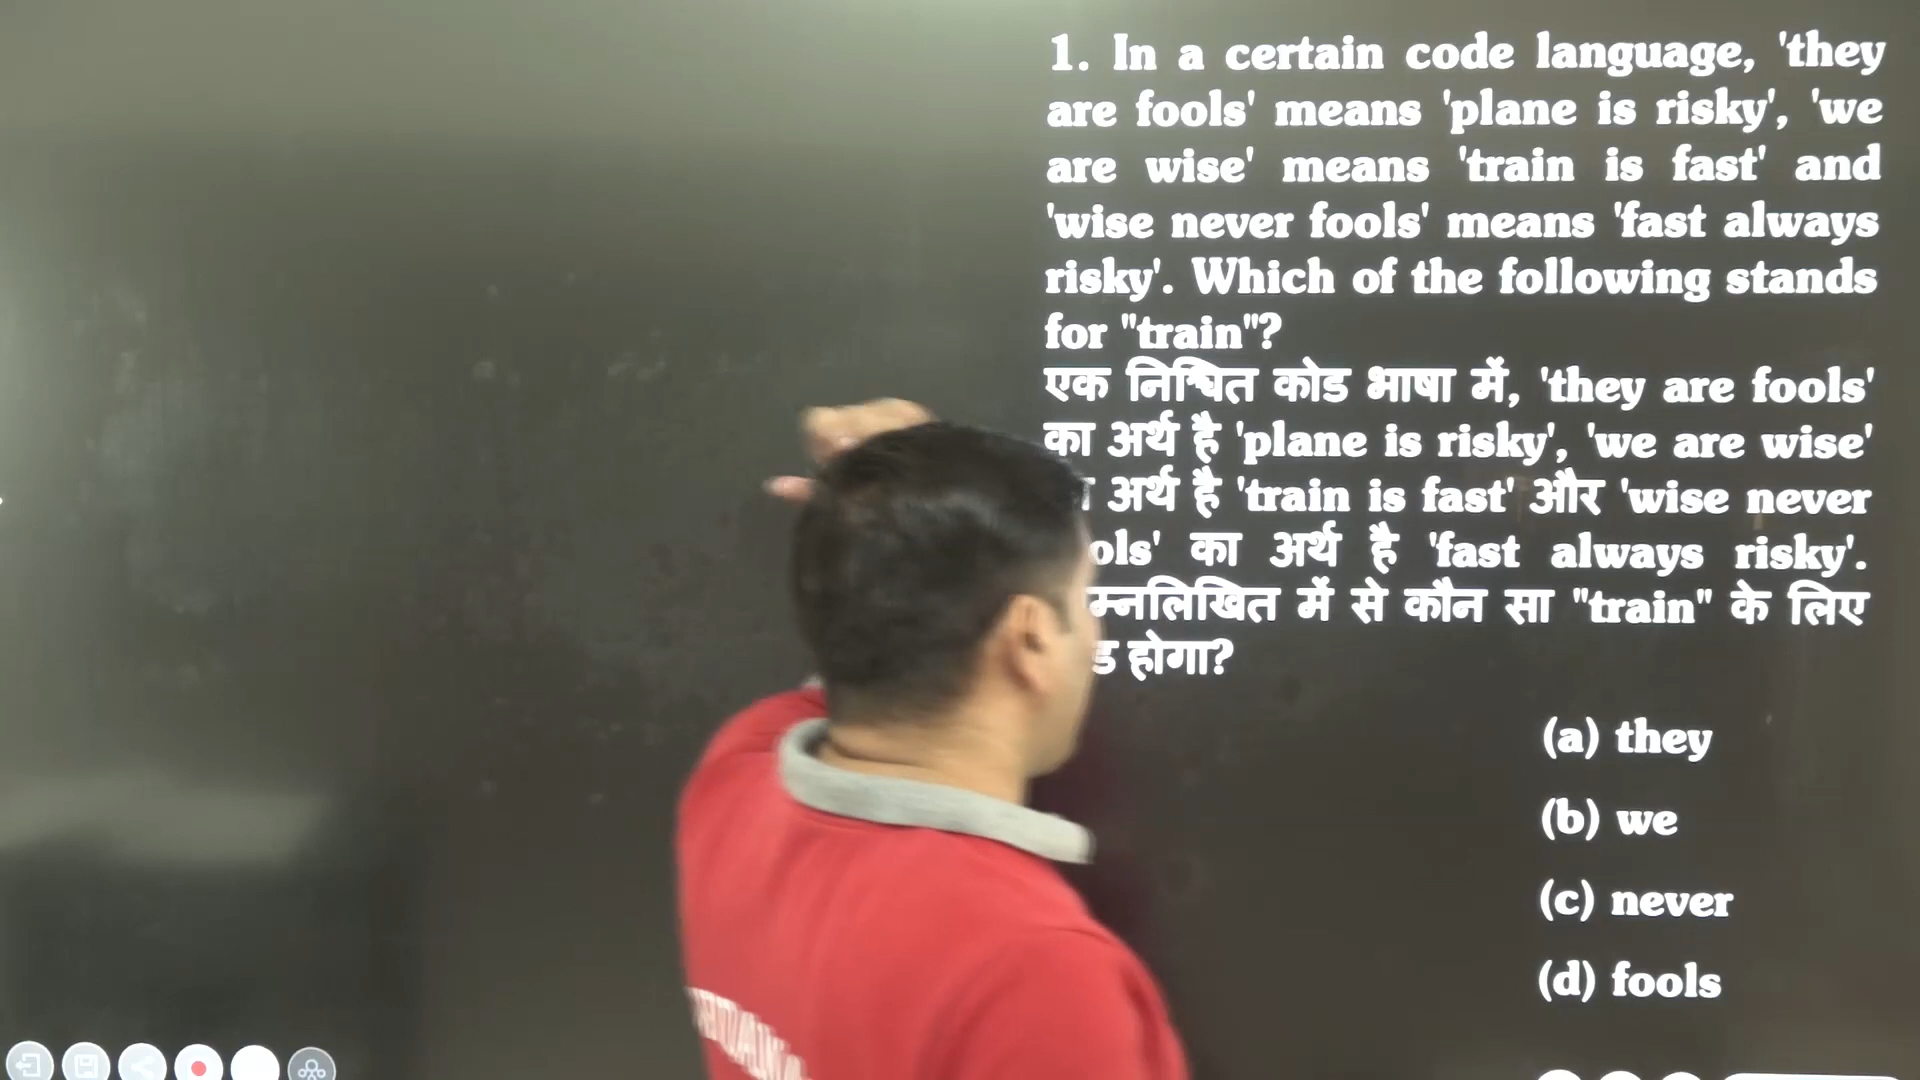 1. In a certain code language, 'they
are fools' means 'plane is risky', 'we
are wise' means 'train is fast' and
'wise never fools' means 'fast always
risky'. Which of the following stands
for "train"?
एक निश्चित कोड भाषा में, 'they are fools'
का अर्थ है 'plane is risky', 'we are wise'
अर्थ है 'train is fast' और 'wise never
ols' का अर्थ है 'fast always risky'.
म्नलिखित में से कौन सा "train" के लिए
ड होगा?
(a) they
(b) we
(c) never
(d) fools